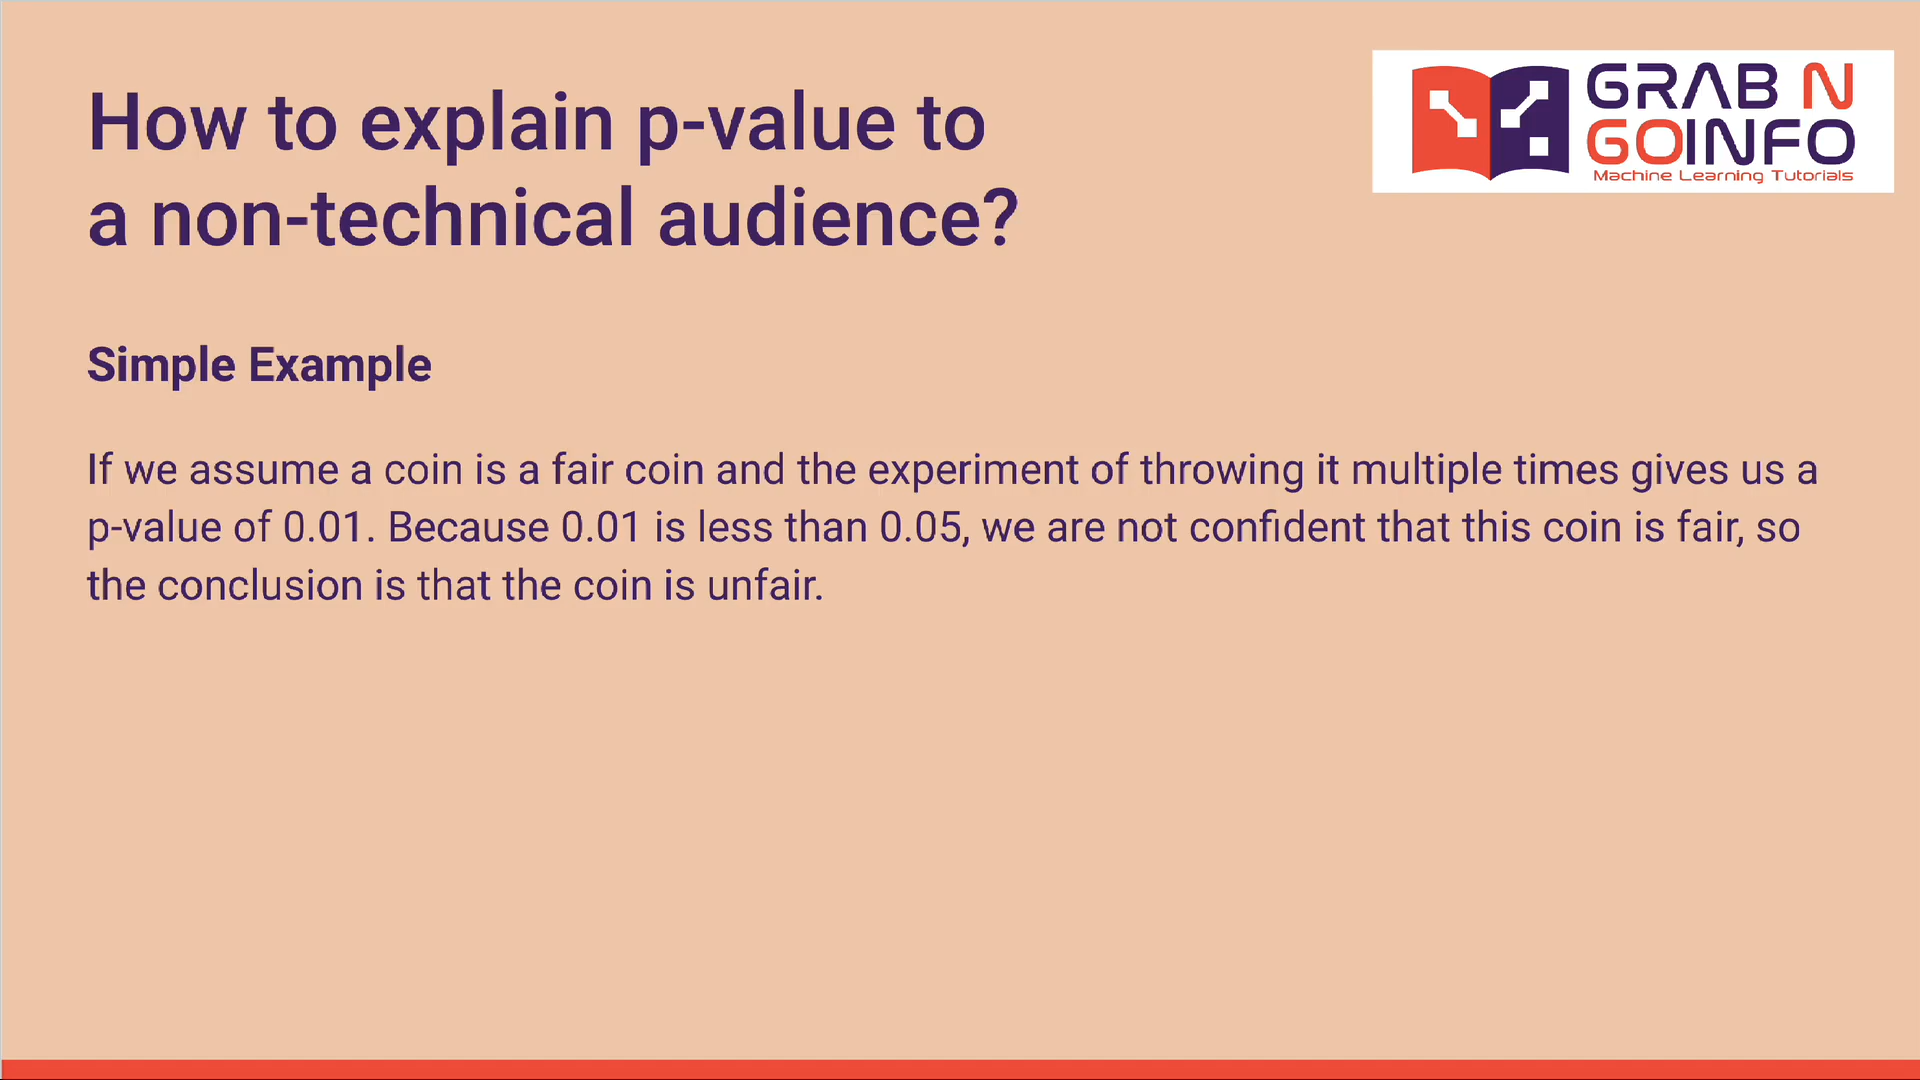 How to explain p-value to
a non-technical audience?
GRAB N
GOINFO
Machine Learning Tutorials
Simple Example
If we assume a coin is a fair coin and the experiment of throwing it multiple times gives us a
p-value of 0.01. Because 0.01 is less than 0.05, we are not confident that this coin is fair, so
the conclusion is that the coin is unfair.